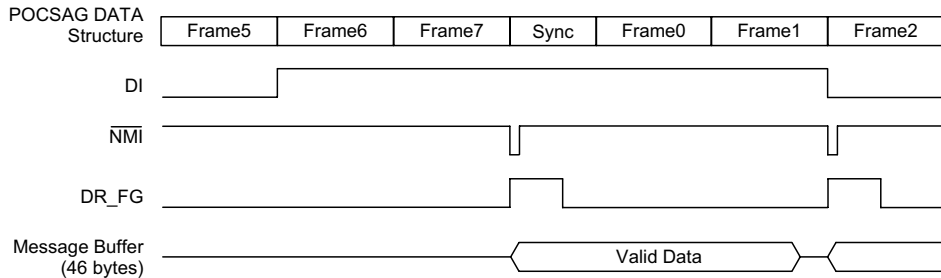 POCSAG DATA
Structure
Frame5 Frame6 Frame7 Sync Frame0 Frame1 Frame2
DI
NMI
DR_FG
Message Buffer
(46 bytes)
Valid Data